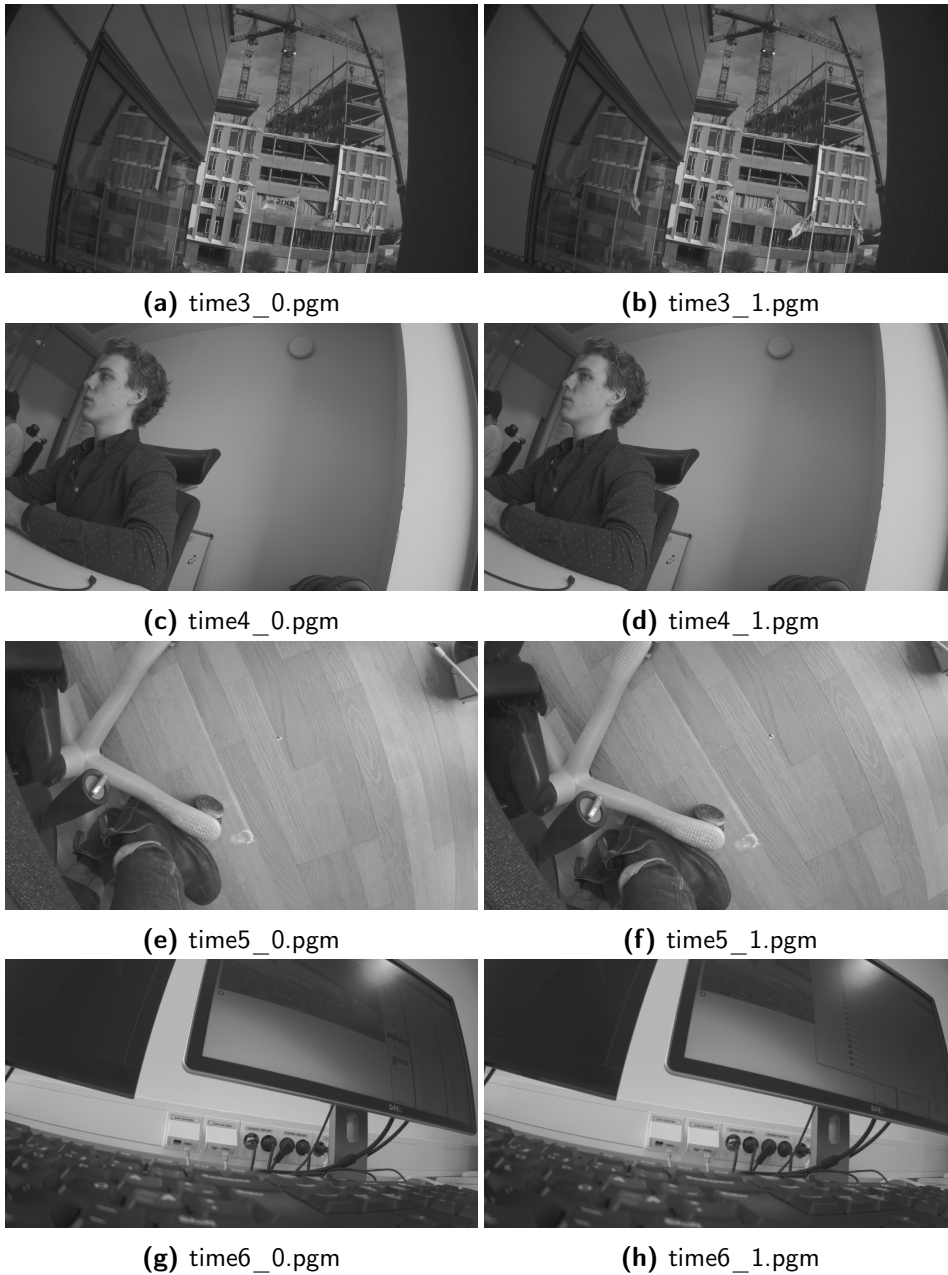 (a) time3_0.pgm
(b) time3_1.pgm
(c) time4_0.pgm
(d) time4_1.pgm
(e) time5_0.pgm
(f) time5_1.pgm
(g) time6_0.pgm
(h) time6_1.pgm